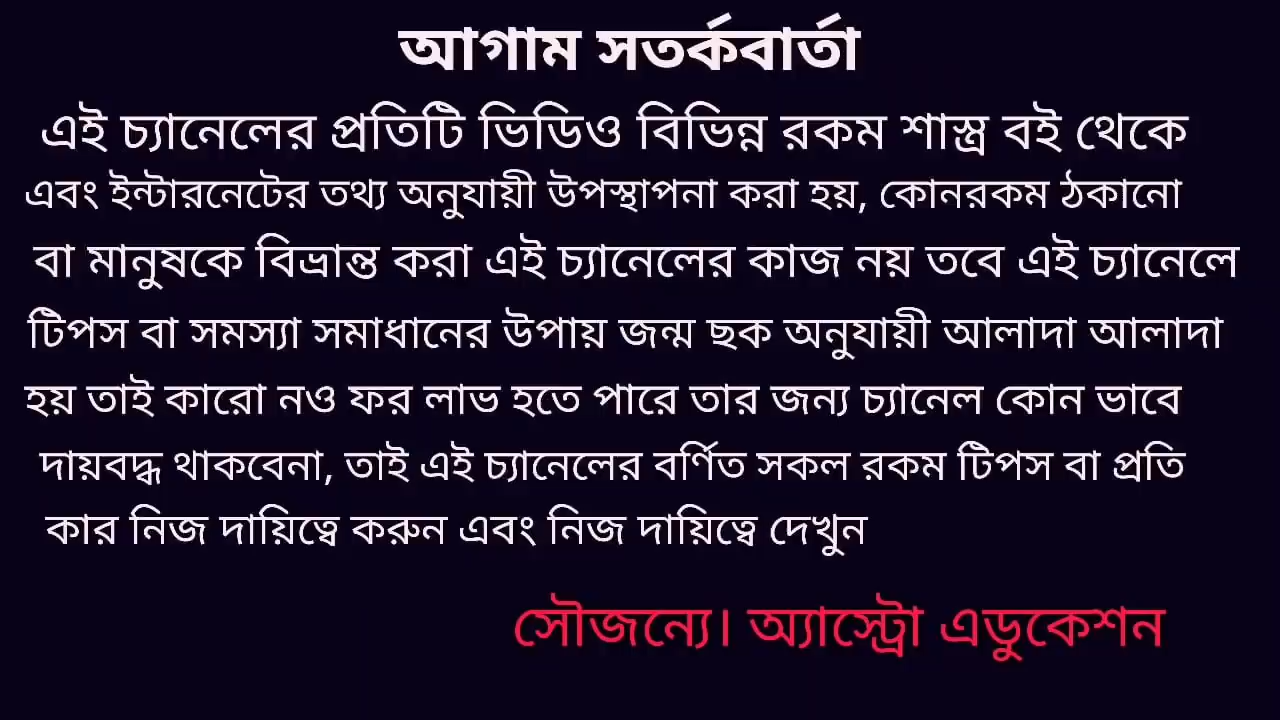 আগাম সতর্কবার্তা
এই চ্যানেলের প্রতিটি ভিডিও বিভিন্ন রকম শাস্ত্র বই থেকে
এবং ইন্টারনেটের তথ্য অনুযায়ী উপস্থাপনা করা হয়, কোনরকম ঠকানো
বা মানুষকে বিভ্রান্ত করা এই চ্যানেলের কাজ নয় তবে এই চ্যানেলে
টিপস বা সমস্যা সমাধানের উপায় জন্ম ছক অনুযায়ী আলাদা আলাদা
হয় তাই কারো নও ফর লাভ হতে পারে তার জন্য চ্যানেল কোন ভাবে
দায়বদ্ধ থাকবেনা, তাই এই চ্যানেলের বর্ণিত সকল রকম টিপস বা প্রতি
কার নিজ দায়িত্বে করুন এবং নিজ দায়িত্বে দেখুন
সৌজন্যে। অ্যাস্ট্রো এডুকেশন